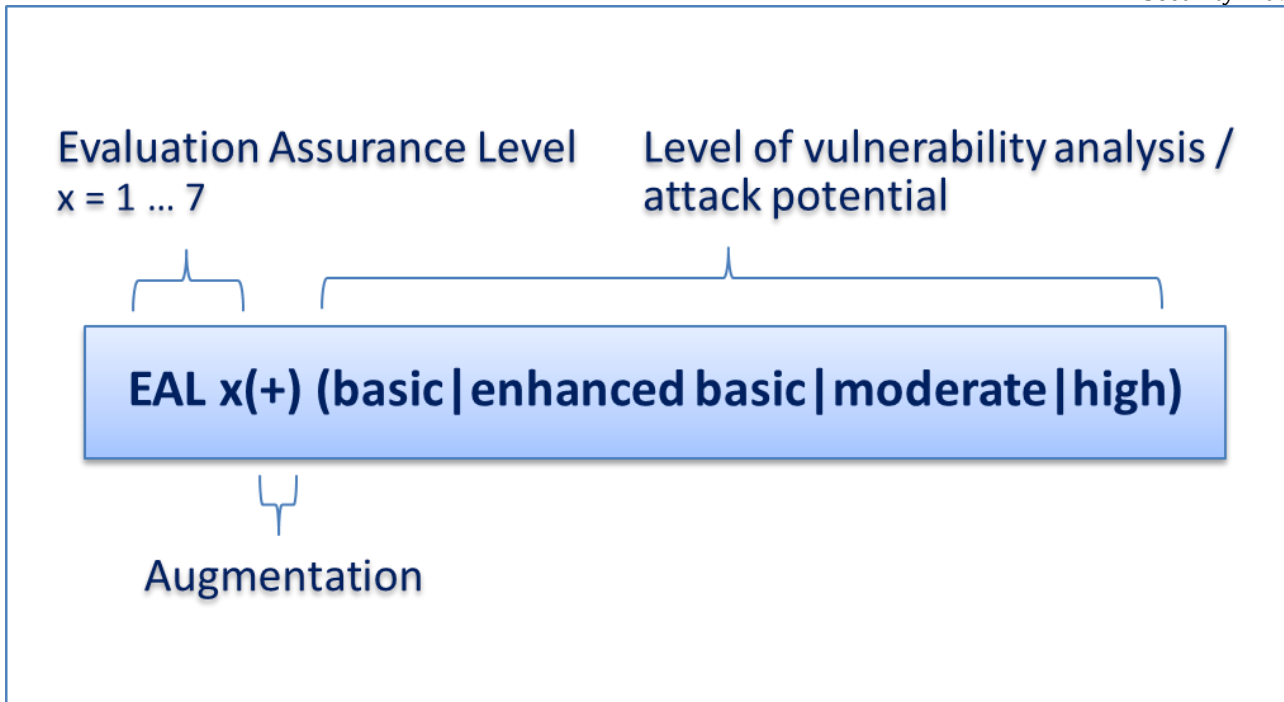 Evaluation Assurance Level
x = 1 ... 7
Level of vulnerability analysis /
attack potential
EAL x(+) (basic|enhanced basic|moderate|high)
Augmentation